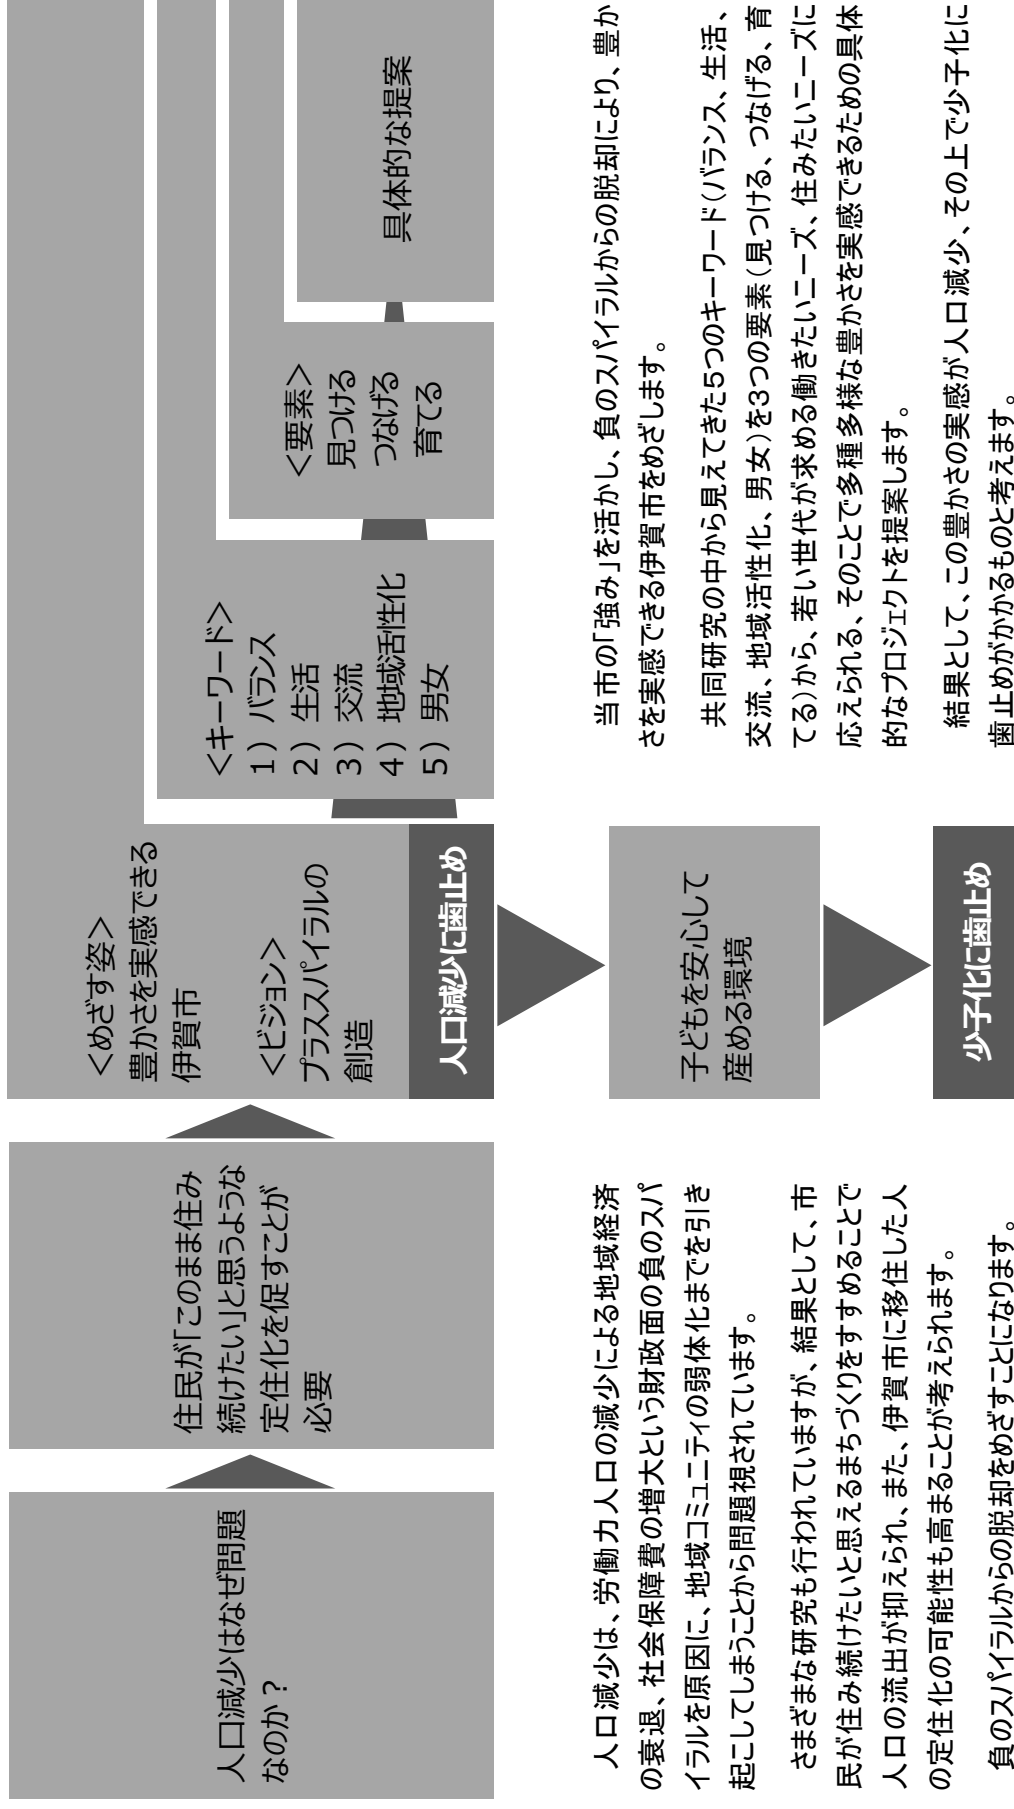 人口減少はなぜ問題
なのか？
住民が「このまま住み
続けたい」と思うような
定住化を促すことが
必要
＜めざす姿＞
豊かさを実感できる
伊賀市
＜ビジョン＞
プラススパイラルの
創造
人口減少に歯止め
＜キーワード＞
1）バランス
2）生活
3）交流
4）地域活性化
5）男女
＜要素＞
見つける
つなげる
育てる
具体的な提案
子どもを安心して
産める環境
少子化に歯止め
人口減少は、労働力人口の減少による地域経済
の衰退、社会保障費の増大という財政面の負のスパ
イラルを原因に、地域コミュニティの弱体化までを引き
起こしてしまうことから問題視されています。
さまざまな研究も行われていますが、結果として、市
民が住み続けたいと思えるまちづくりをすすめることで
人口の流出が抑えられ、また、伊賀市に移住した人
の定住化の可能性も高まることが考えられます。
負のスパイラルからの脱却をめざすことになります。
当市の「強み」を活かし、負のスパイラルからの脱却により、豊か
さを実感できる伊賀市をめざします。
共同研究の中から見えてきた５つのキーワード（バランス、生活、
交流、地域活性化、男女）を３つの要素（見つける、つなげる、育
てる）から、若い世代が求める働きたいニーズ、住みたいニーズに
応えられる、そのことで多種多様な豊かさを実感できるための具体
的なプロジェクトを提案します。
結果として、この豊かさの実感が人口減少、その上で少子化に
歯止めがかかるものと考えます。